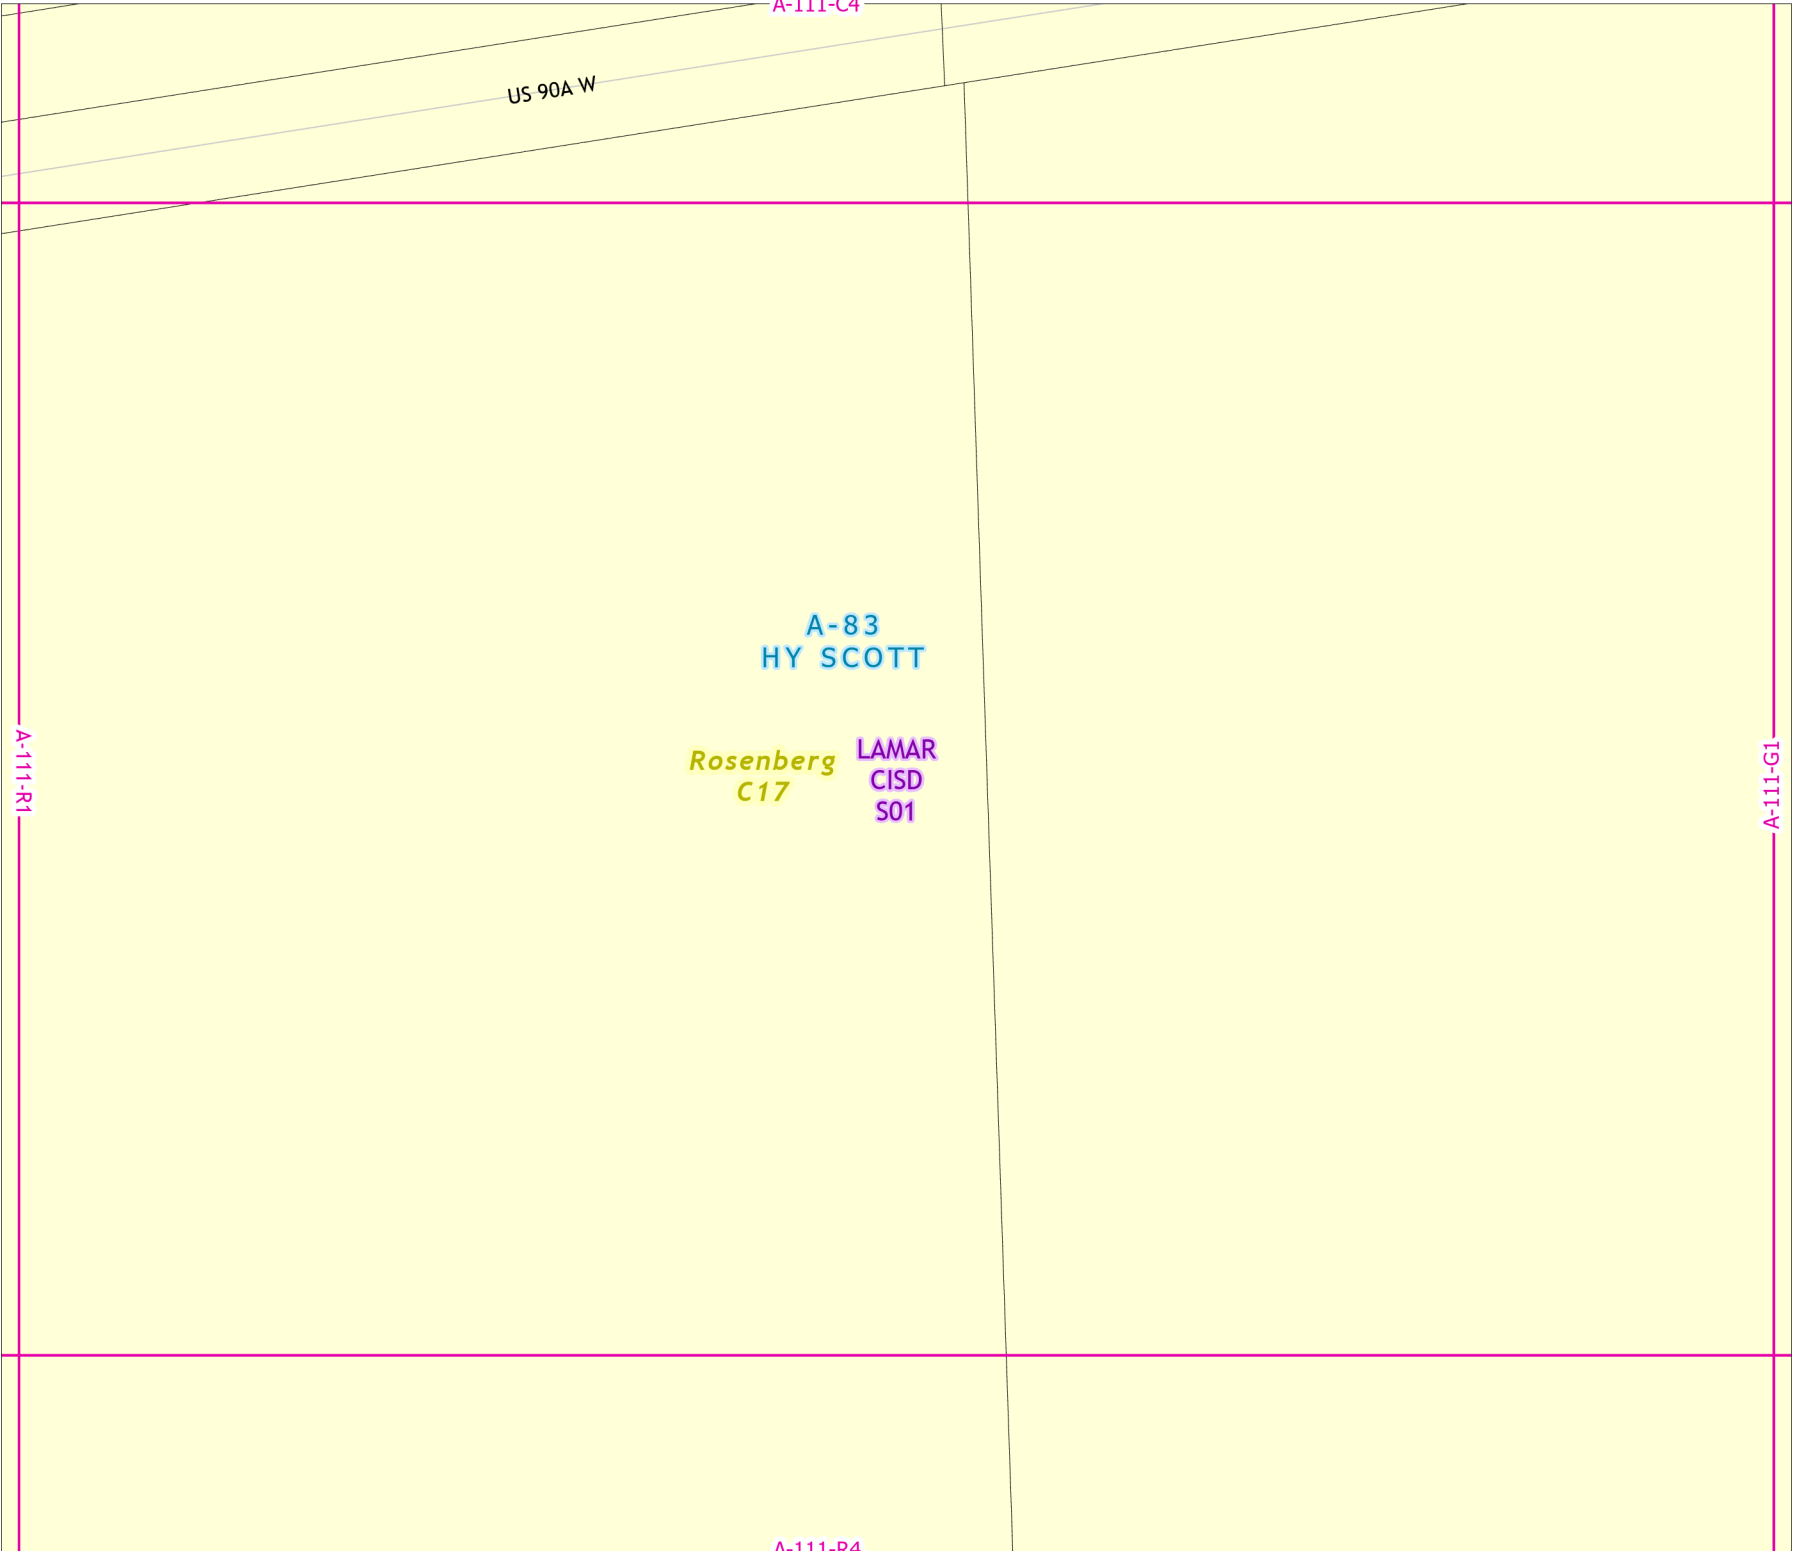 A-111-C4
US 90A W
A-83
HY SCOTT
A-111-R1
Rosenberg
C17
LAMAR
CISD
S01
A-111-G1
A-111-R4